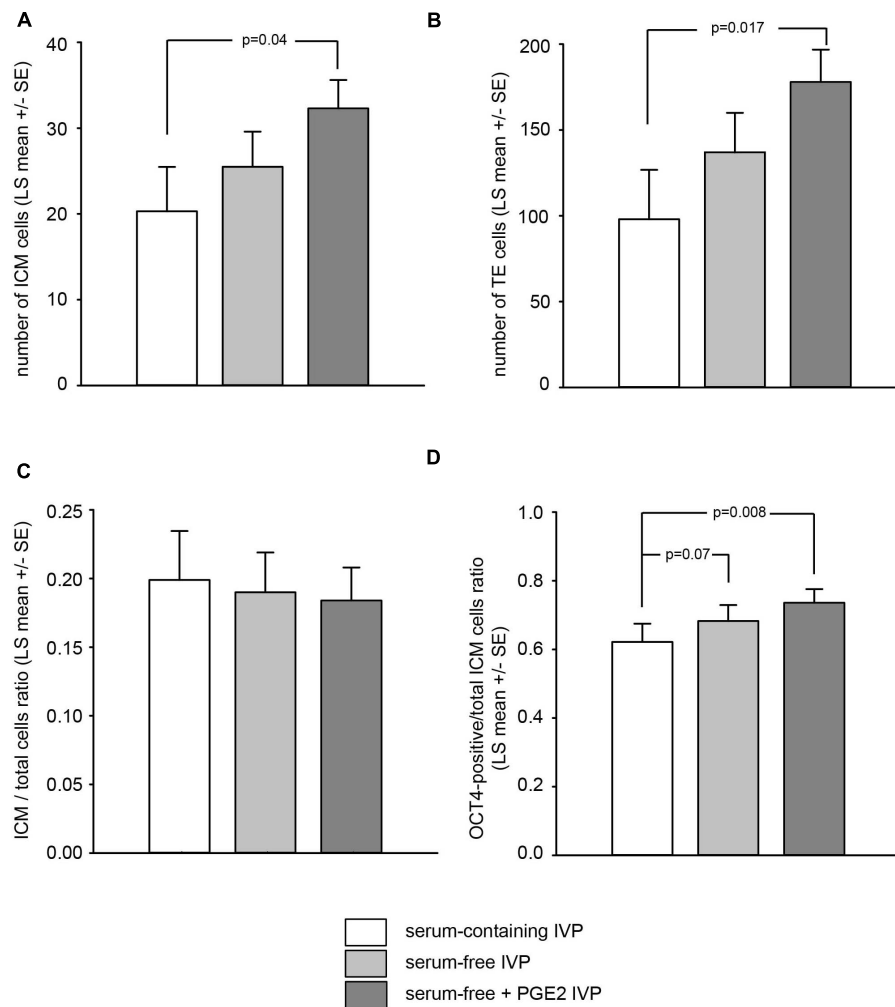 A
number of ICM cells (LS mean +/- SE)
40
30
20
10
0
p=0.04
B
number of TE cells (LS mean +/- SE)
200
150
100
50
0
p=0.017
C
ICM / total cells ratio (LS mean +/- SE)
0.25
0.20
0.15
0.10
0.05
0.00
D
OCT4-positive/total ICM cells ratio
(LS mean +/- SE)
1.0
0.8
0.6
0.4
0.2
0.0
p=0.008
p=0.07
serum-containing IVP
serum-free IVP
serum-free + PGE2 IVP